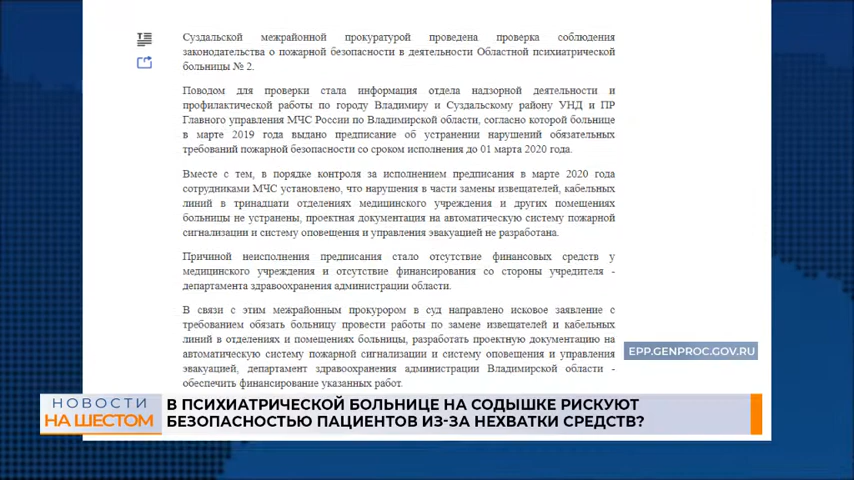 Суздальской межрайонной прокуратурой проведена проверка соблюдения
законодательства о пожарной безопасности в деятельности Областной психиатрической
больницы № 2.
Поводом для проверки стала информация отдела надзорной деятельности и
профилактической работы по городу Владимиру и Суздальскому району УНД и ПР
Главного управления МЧС России по Владимирской области, согласно которой больнице
в марте 2019 года выдано предписание об устранении нарушений обязательных
требований пожарной безопасности со сроком исполнения до 01 марта 2020 года.
Вместе с тем, в порядке контроля за исполнением предписания в марте 2020 года
сотрудниками МЧС установлено, что нарушения в части замены извещателей, кабельных
линий в тринадцати отделениях медицинского учреждения и других помещениях
больницы не устранены, проектная документация на автоматическую систему пожарной
сигнализации и систему оповещения и управления эвакуацией не разработана.
Причиной неисполнения предписания стало отсутствие финансовых средств у
медицинского учреждения и отсутствие финансирования со стороны учредителя -
департамента здравоохранения администрации области.
В связи с этим межрайонным прокурором в суд направлено исковое заявление с
требованием обязать больницу провести работы по замене извещателей и кабельных
линий в отделениях и помещениях больницы, разработать проектную документацию на
автоматическую систему пожарной сигнализации и систему оповещения и управления
эвакуацией, департамент здравоохранения администрации Владимирской области -
обеспечить финансирование указанных работ.
EPP.GENPROC.GOV.RU
НОВОСТИ
НА ШЕСТОМ
В ПСИХИАТРИЧЕСКОЙ БОЛЬНИЦЕ НА СОДЫШКЕ РИСКУЮТ
БЕЗОПАСНОСТЬЮ ПАЦИЕНТОВ ИЗ-ЗА НЕХВАТКИ СРЕДСТВ?